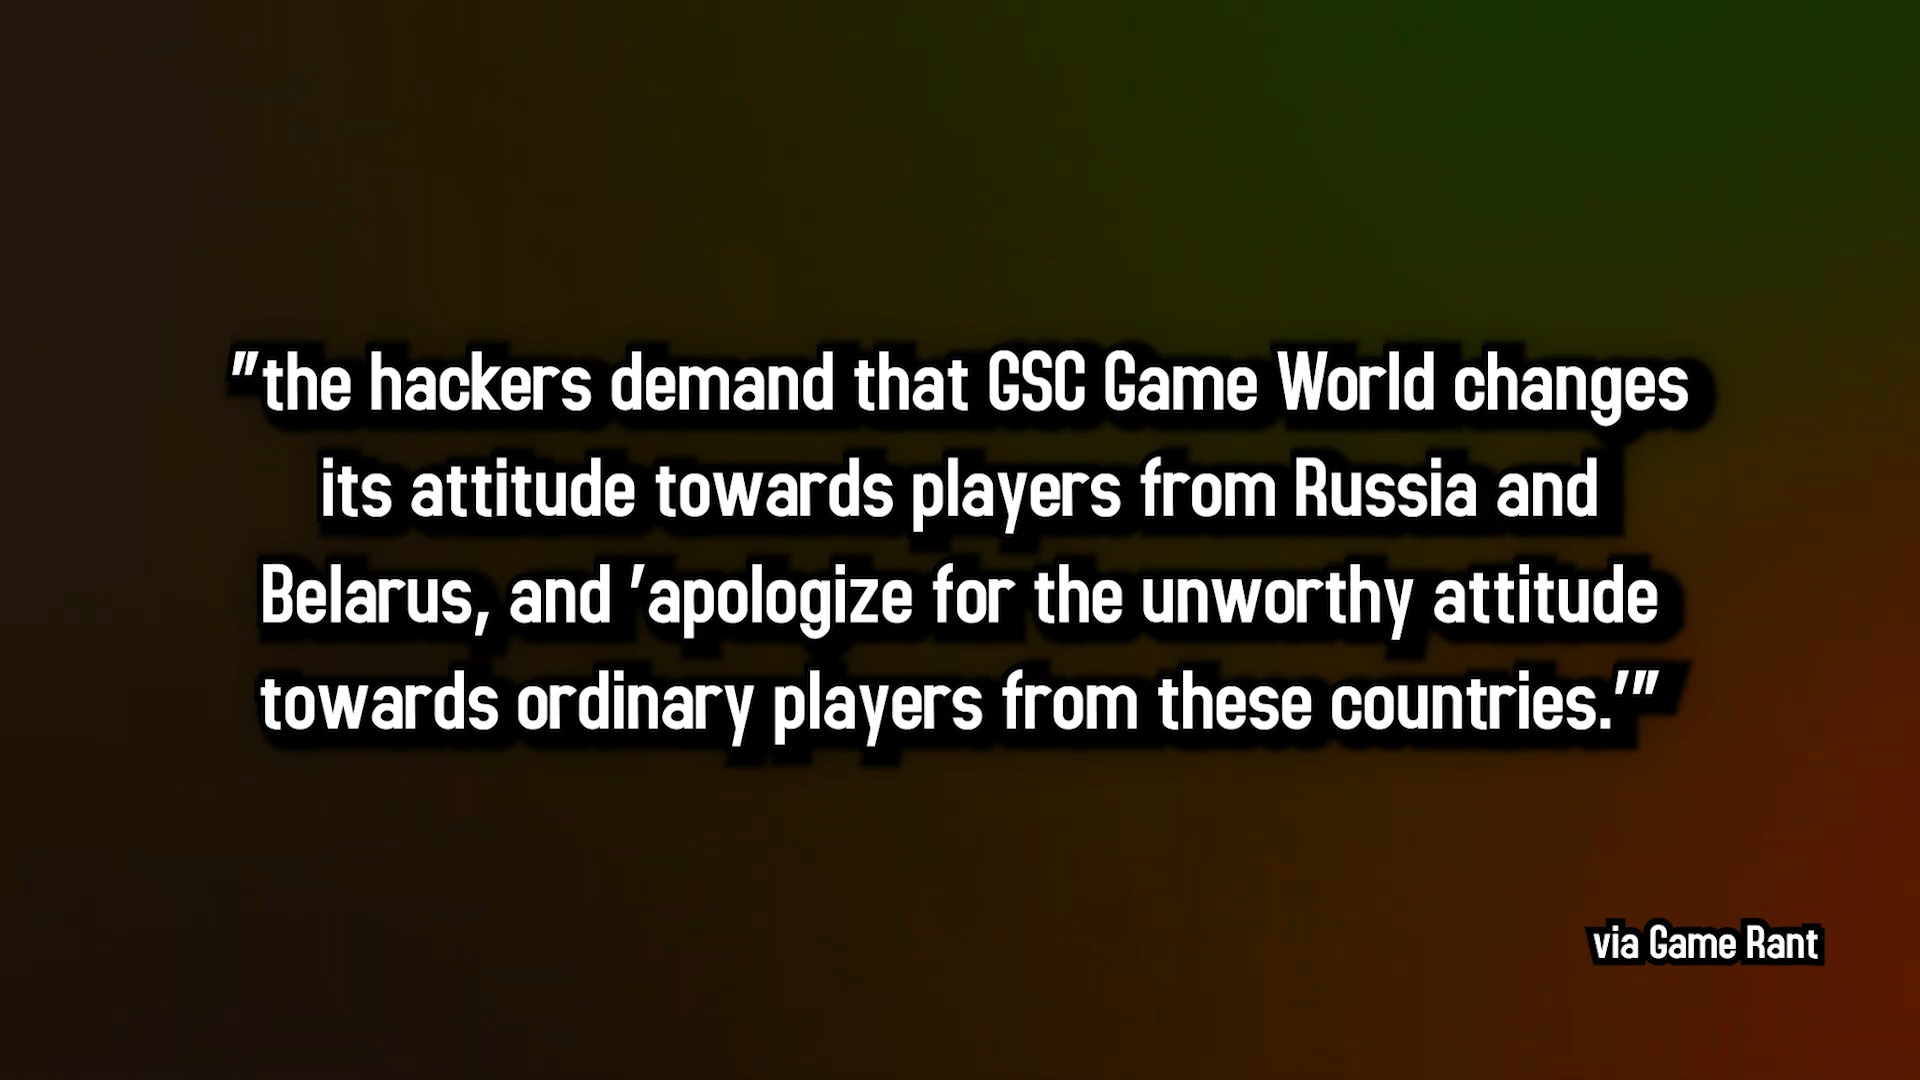 "the hackers demand that GSC Game World changes
its attitude towards players from Russia and
Belarus, and 'apologize for the unworthy attitude
towards ordinary players from these countries.'"
via Game Rant